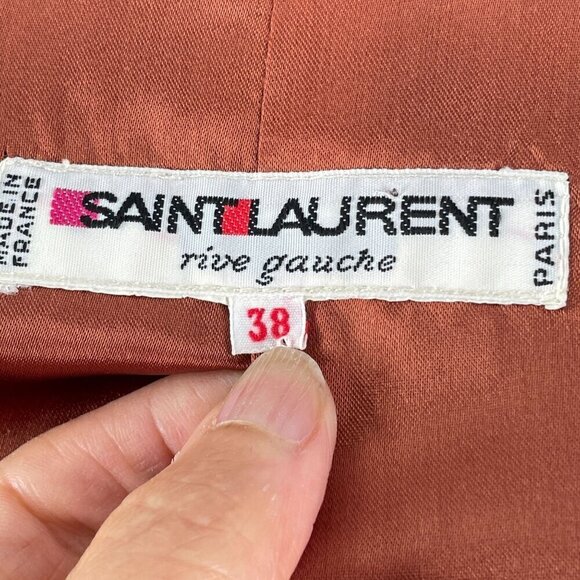 MADE IN
FRANCE
SAINT LAURENT
rive gauche
PARIS
38